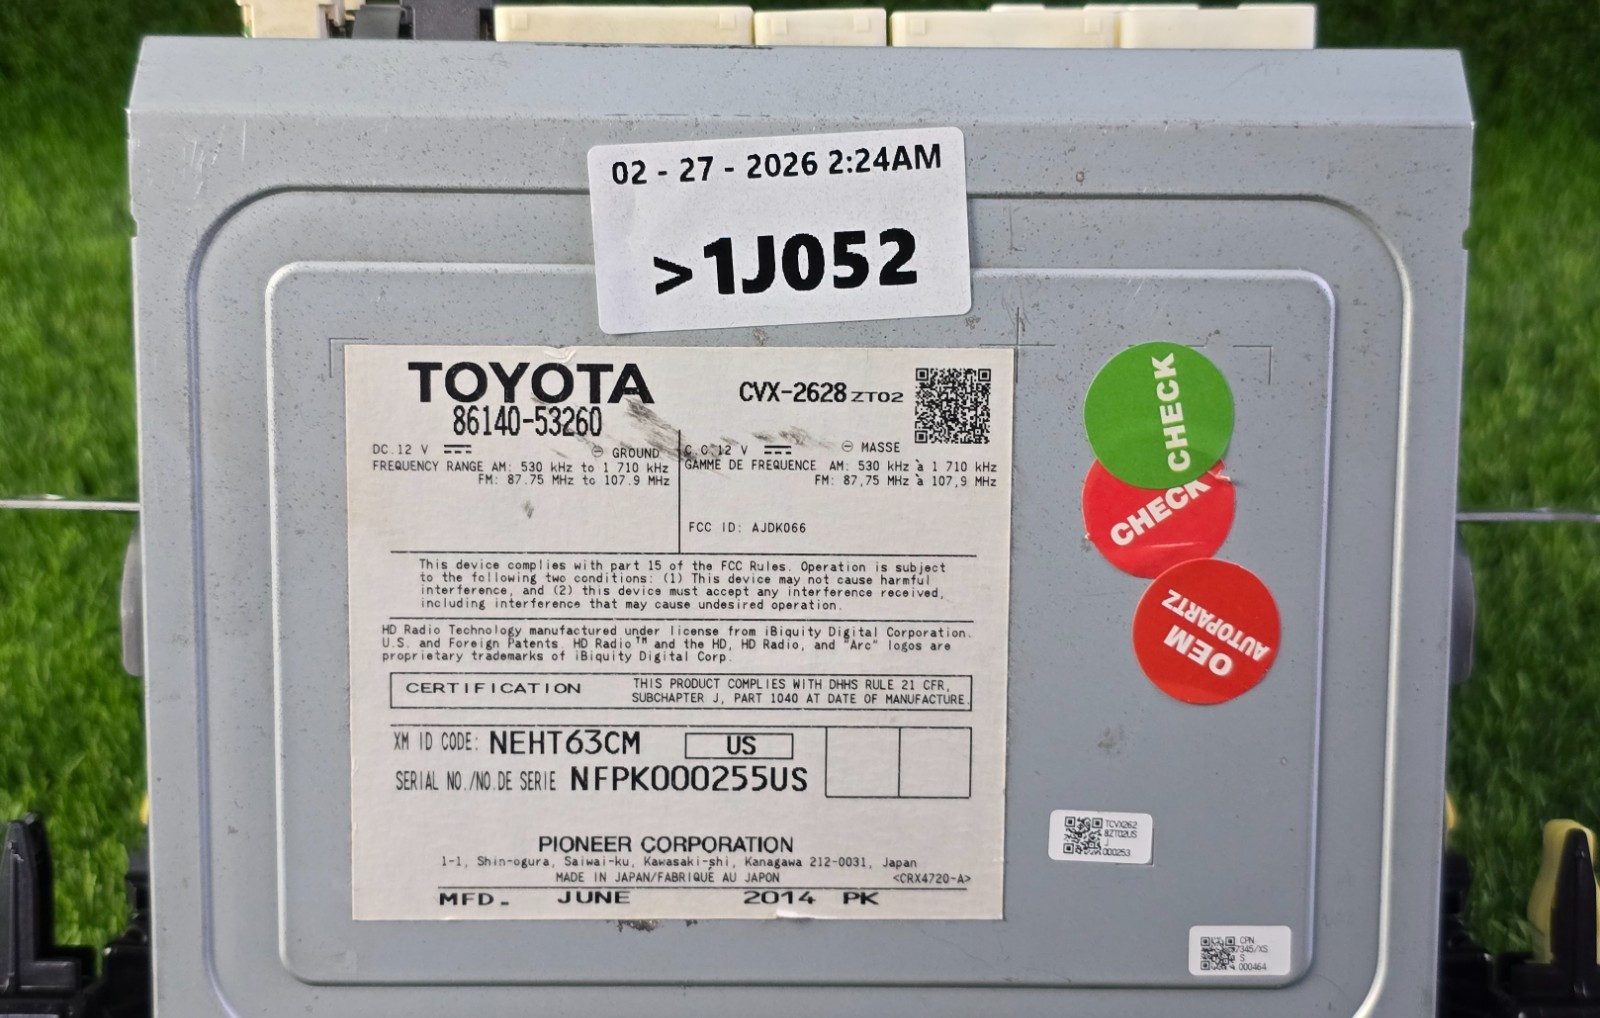 02 - 27 - 2026 2:24AM
>1J052
TOYOTA
86140-53260
CVX-2628 ZT02
DC.12 V
⊖ GROUND
FREQUENCY RANGE AM: 530 kHz to 1 710 kHz
FM: 87.75 MHz to 107.9 MHz
C.C.12 V
⊖ MASSE
GAMME DE FREQUENCE AM: 530 kHz à 1 710 kHz
FM: 87,75 MHz à 107,9 MHz
FCC ID: AJDK066
This device complies with part 15 of the FCC Rules. Operation is subject
to the following two conditions: (1) This device may not cause harmful
interference, and (2) this device must accept any interference received,
including interference that may cause undesired operation.
HD Radio Technology manufactured under license from iBiquity Digital Corporation.
U.S. and Foreign Patents. HD Radio™ and the HD, HD Radio, and "Arc" logos are
proprietary trademarks of iBiquity Digital Corp.
CERTIFICATION
THIS PRODUCT COMPLIES WITH DHHS RULE 21 CFR,
SUBCHAPTER J, PART 1040 AT DATE OF MANUFACTURE.
XM ID CODE: NEHT63CM
US
SERIAL NO./NO.DE SERIE NFPK000255US
PIONEER CORPORATION
1-1, Shin-ogura, Saiwai-ku, Kawasaki-shi, Kanagawa 212-0031, Japan
MADE IN JAPAN/FABRIQUÉ AU JAPON
<CRX4720-A>
MFD. JUNE 2014 PK
CHECK
CHECK
OEM
AUTOPARTZ
TCVX262
8ZT02US
J
000253
CPN
7345/XS
S
000464